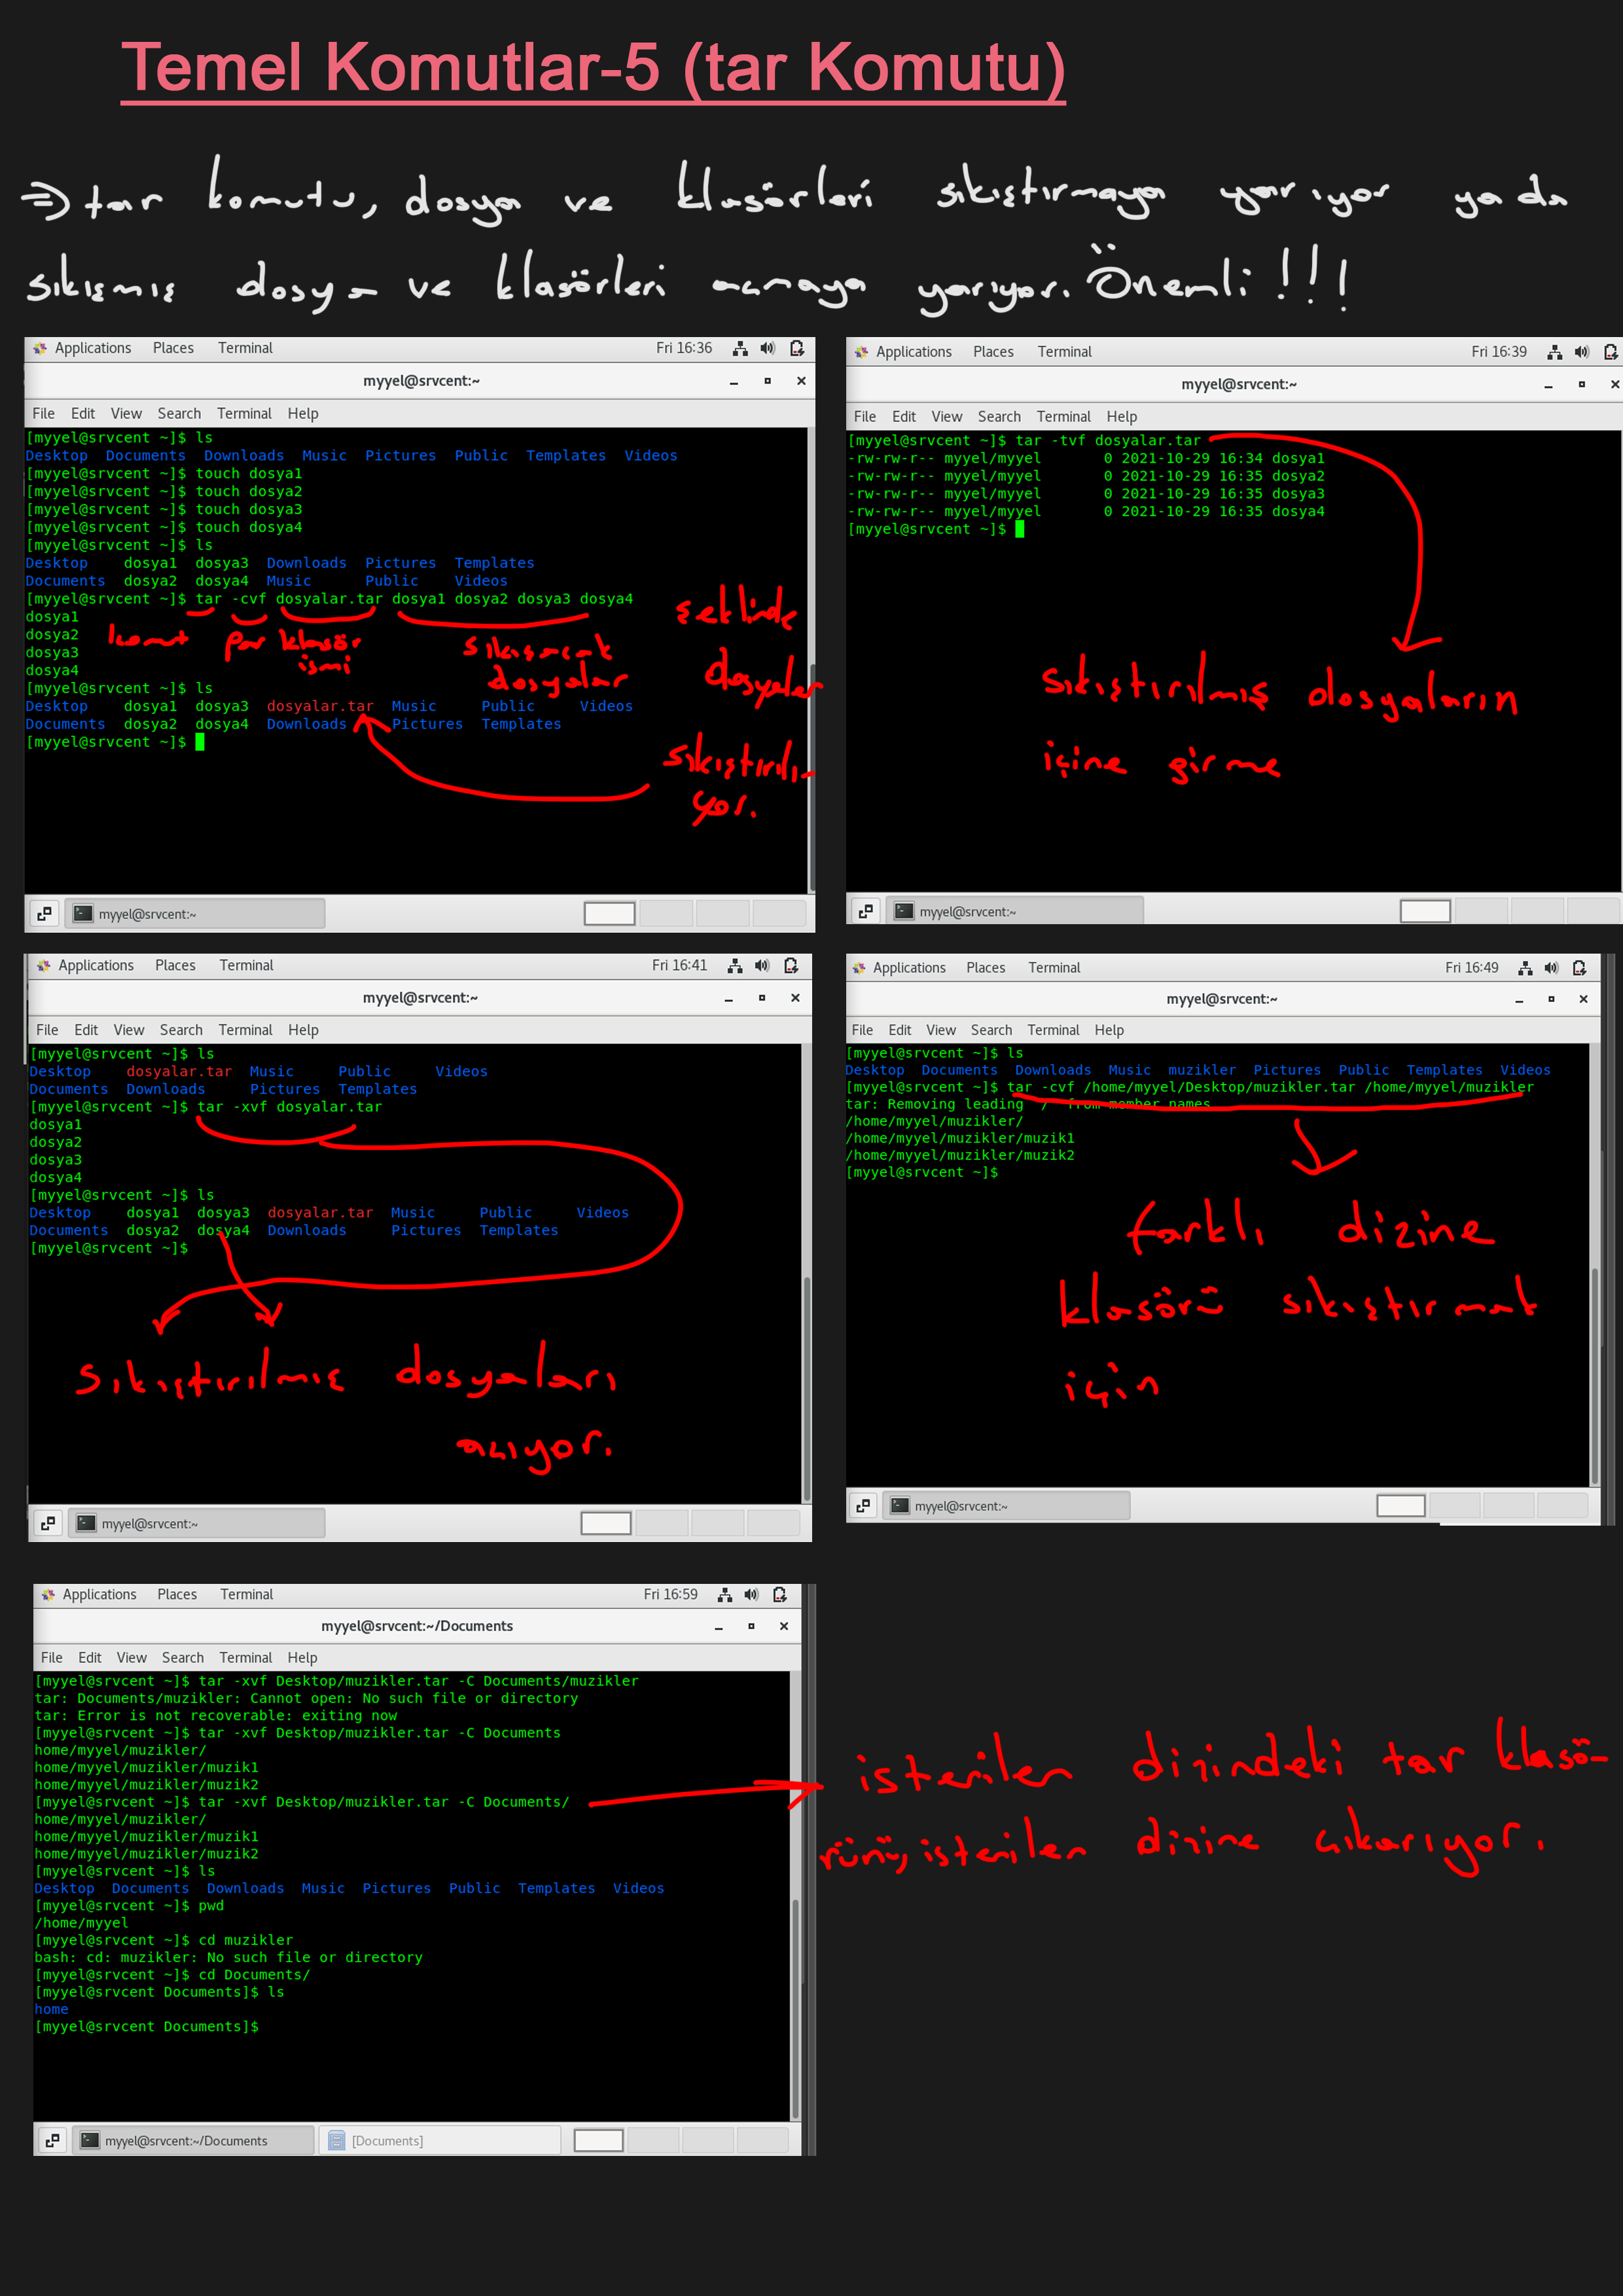 Temel Komutlar-5 (tar Komutu)
=> tar komutu, dosya ve klasörleri sıkıştırmaya yarıyor yada
sıkışmış dosya ve klasörleri açmaya yarıyor. Önemli!!!
Applications Places Terminal Fri 16:36
myyel@srvcent:~
File Edit View Search Terminal Help
[myyel@srvcent ~]$ ls
Desktop Documents Downloads Music Pictures Public Templates Videos
[myyel@srvcent ~]$ touch dosya1
[myyel@srvcent ~]$ touch dosya2
[myyel@srvcent ~]$ touch dosya3
[myyel@srvcent ~]$ touch dosya4
[myyel@srvcent ~]$ ls
Desktop dosya1 dosya3 Downloads Pictures Templates
Documents dosya2 dosya4 Music Public Videos
[myyel@srvcent ~]$ tar -cvf dosyalar.tar dosya1 dosya2 dosya3 dosya4
dosya1
dosya2
dosya3
dosya4
[myyel@srvcent ~]$ ls
Desktop dosya1 dosya3 dosyalar.tar Music Public Videos
Documents dosya2 dosya4 Downloads Pictures Templates
[myyel@srvcent ~]$
komut par klasör
ismi
sıkışacak
dosyalar
şeklinde
dosyalar
sıkıştırılı-
yor.
myyel@srvcent:~
Applications Places Terminal Fri 16:39
myyel@srvcent:~
File Edit View Search Terminal Help
[myyel@srvcent ~]$ tar -tvf dosyalar.tar
-rw-rw-r-- myyel/myyel 0 2021-10-29 16:34 dosya1
-rw-rw-r-- myyel/myyel 0 2021-10-29 16:35 dosya2
-rw-rw-r-- myyel/myyel 0 2021-10-29 16:35 dosya3
-rw-rw-r-- myyel/myyel 0 2021-10-29 16:35 dosya4
[myyel@srvcent ~]$
sıkıştırılmış dosyaların
içine girme
myyel@srvcent:~
Applications Places Terminal Fri 16:41
myyel@srvcent:~
File Edit View Search Terminal Help
[myyel@srvcent ~]$ ls
Desktop dosyalar.tar Music Public Videos
Documents Downloads Pictures Templates
[myyel@srvcent ~]$ tar -xvf dosyalar.tar
dosya1
dosya2
dosya3
dosya4
[myyel@srvcent ~]$ ls
Desktop dosya1 dosya3 dosyalar.tar Music Public Videos
Documents dosya2 dosya4 Downloads Pictures Templates
[myyel@srvcent ~]$
sıkıştırılmış dosyaları
açıyor.
myyel@srvcent:~
Applications Places Terminal Fri 16:49
myyel@srvcent:~
File Edit View Search Terminal Help
[myyel@srvcent ~]$ ls
Desktop Documents Downloads Music muzikler Pictures Public Templates Videos
[myyel@srvcent ~]$ tar -cvf /home/myyel/Desktop/muzikler.tar /home/myyel/muzikler
tar: Removing leading `/' from member names
/home/myyel/muzikler/
/home/myyel/muzikler/muzik1
/home/myyel/muzikler/muzik2
[myyel@srvcent ~]$
farklı dizine
klasörü sıkıştırmak
için
myyel@srvcent:~
Applications Places Terminal Fri 16:59
myyel@srvcent:~/Documents
File Edit View Search Terminal Help
[myyel@srvcent ~]$ tar -xvf Desktop/muzikler.tar -C Documents/muzikler
tar: Documents/muzikler: Cannot open: No such file or directory
tar: Error is not recoverable: exiting now
[myyel@srvcent ~]$ tar -xvf Desktop/muzikler.tar -C Documents
home/myyel/muzikler/
home/myyel/muzikler/muzik1
home/myyel/muzikler/muzik2
[myyel@srvcent ~]$ tar -xvf Desktop/muzikler.tar -C Documents/
home/myyel/muzikler/
home/myyel/muzikler/muzik1
home/myyel/muzikler/muzik2
[myyel@srvcent ~]$ ls
Desktop Documents Downloads Music Pictures Public Templates Videos
[myyel@srvcent ~]$ pwd
/home/myyel
[myyel@srvcent ~]$ cd muzikler
bash: cd: muzikler: No such file or directory
[myyel@srvcent ~]$ cd Documents/
[myyel@srvcent Documents]$ ls
home
[myyel@srvcent Documents]$
istenilen dizindeki tar klasö-
rünü, istenilen dizine çıkarıyor.
myyel@srvcent:~/Documents [Documents]